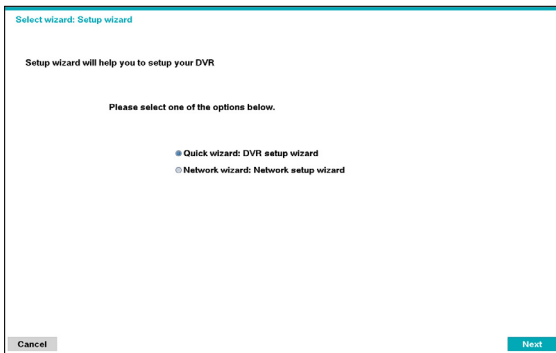 Select wizard: Setup wizard
Setup wizard will help you to setup your DVR
Please select one of the options below.
Quick wizard: DVR setup wizard
Network wizard: Network setup wizard
Cancel
Next